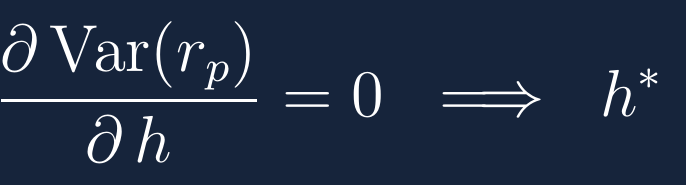 ∂ Var(r_p)/∂ h = 0 ⟹ h*